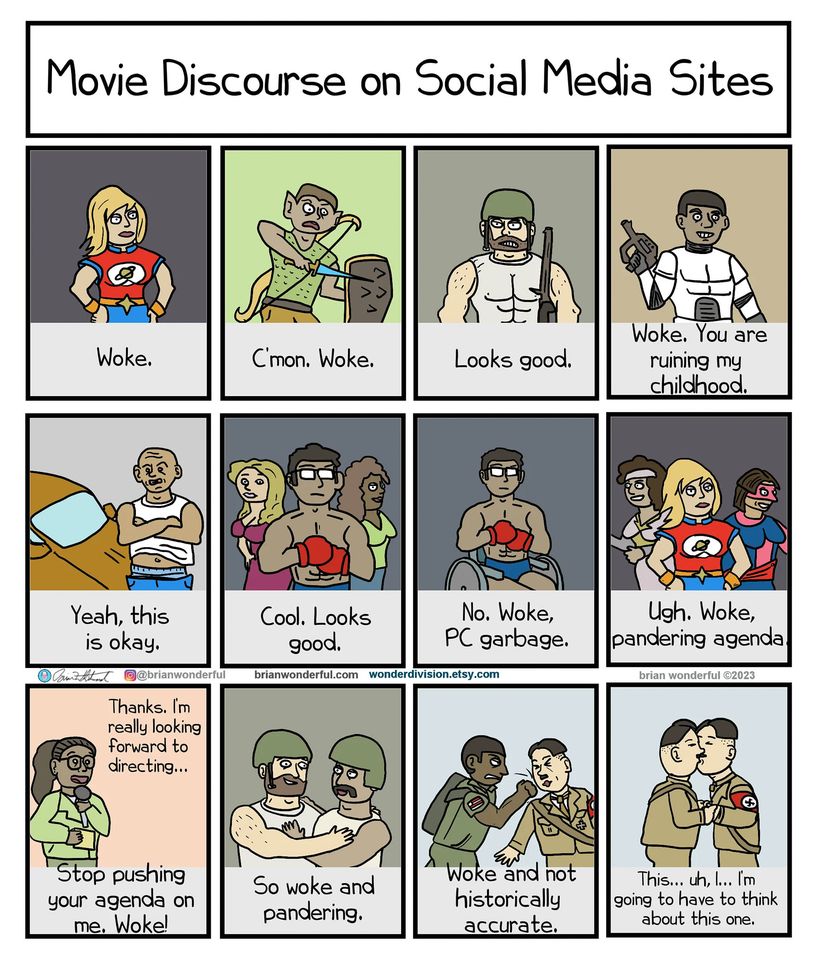 Movie Discourse on Social Media Sites
Woke.
C'mon. Woke.
Looks good.
Woke. You are
ruining my
childhood.
Yeah, this
is okay.
Cool. Looks
good.
No. Woke,
PC garbage.
Ugh. Woke,
pandering agenda.
@brianwonderful
brianwonderful.com
wonderdivision.etsy.com
brian wonderful ©2023
Thanks. I'm
really looking
forward to
directing...
Stop pushing
your agenda on
me. Woke!
So woke and
pandering.
Woke and not
historically
accurate.
This... uh, I... I'm
going to have to think
about this one.